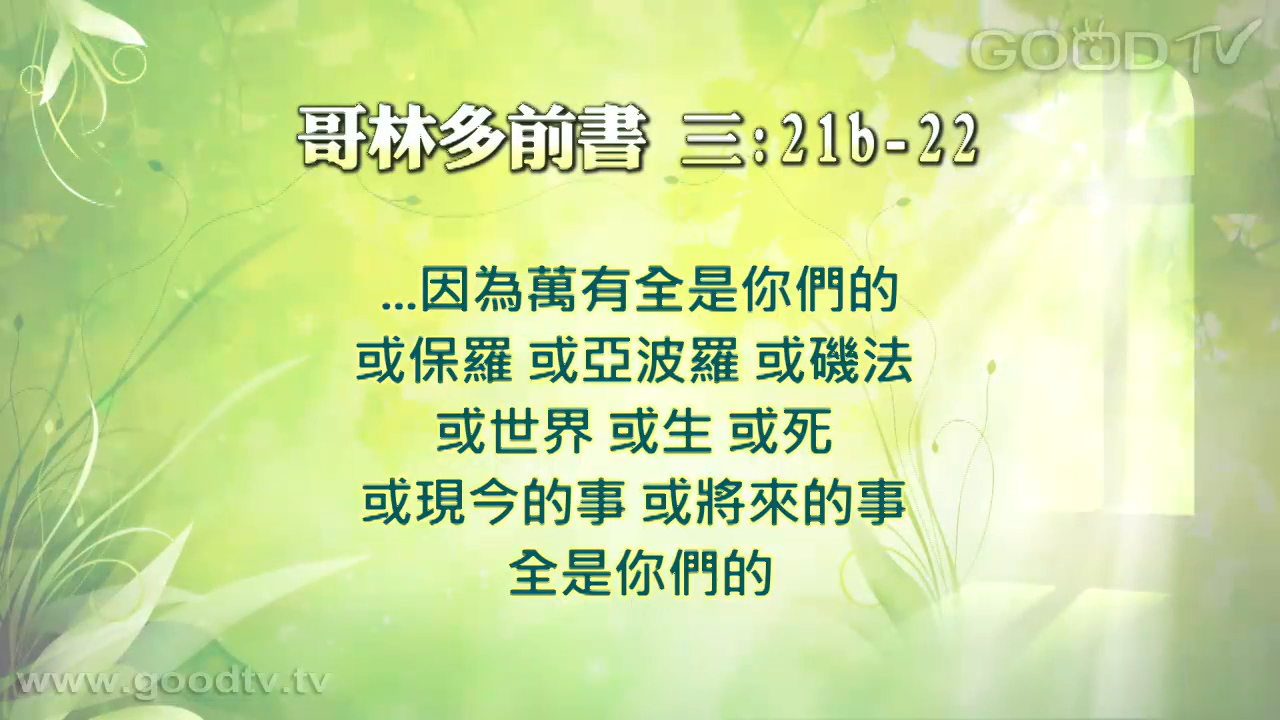 GOOD TV
哥林多前書 三:21b-22
...因為萬有全是你們的
或保羅 或亞波羅 或磯法
或世界 或生 或死
或現今的事 或將來的事
全是你們的
www.goodtv.tv